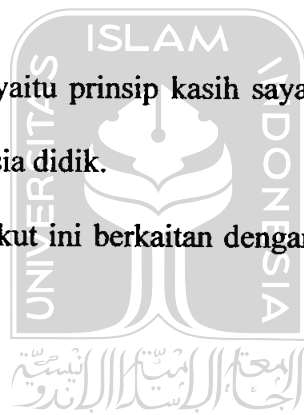 ISLAM
UNIVERSITAS
INDONESIA
yaitu prinsip kasih saya
sia didik.
kut ini berkaitan dengan